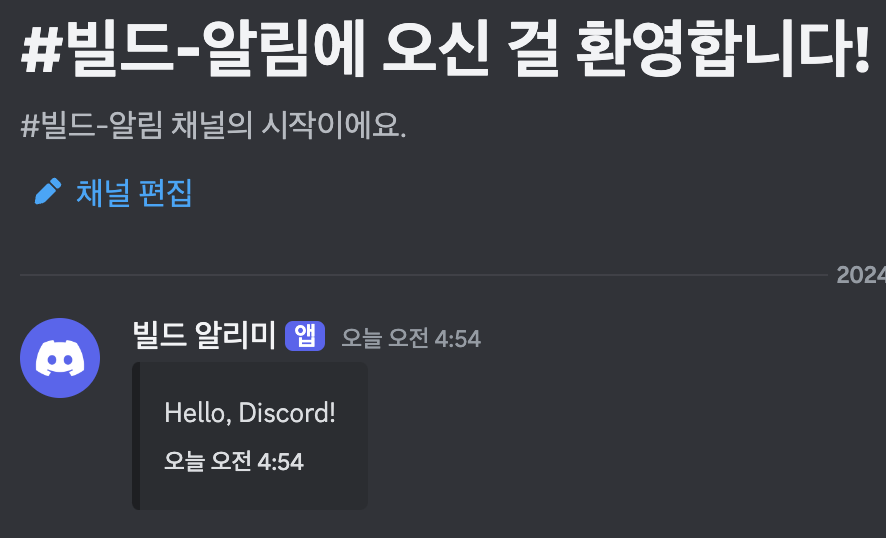 #빌드-알림에 오신 걸 환영합니다!
#빌드-알림 채널의 시작이에요.
채널 편집
2024
빌드 알리미 앱 오늘 오전 4:54
Hello, Discord!
오늘 오전 4:54